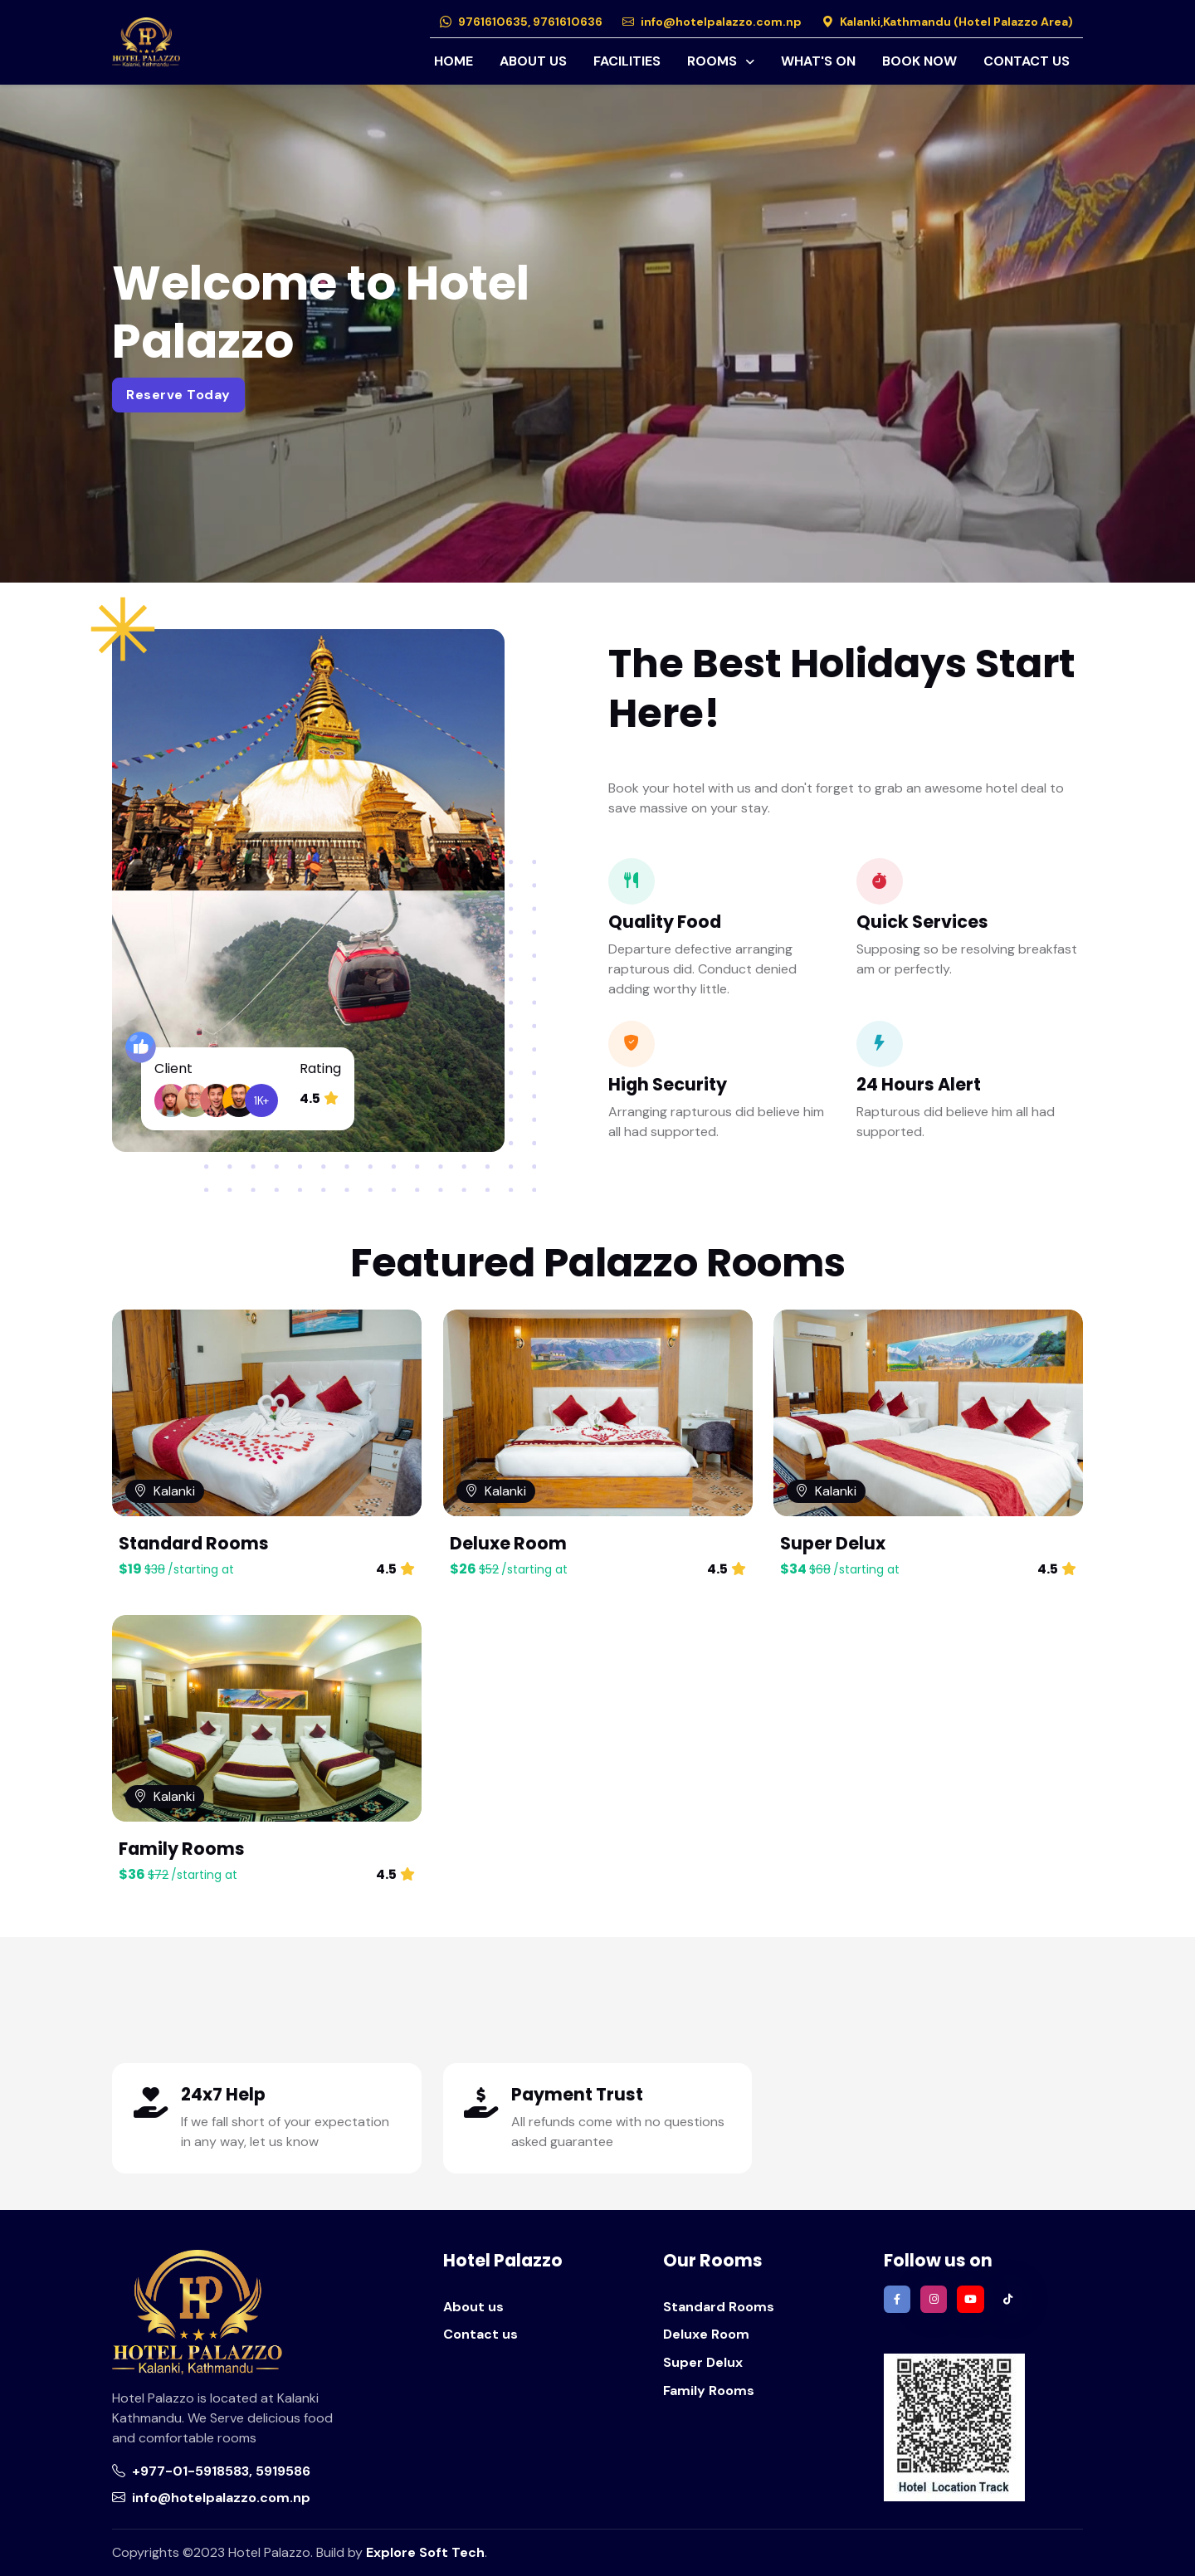 HP
HOTEL PALAZZO
Kalanki, Kathmandu
9761610635, 9761610636
info@hotelpalazzo.com.np
Kalanki,Kathmandu (Hotel Palazzo Area)
HOME ABOUT US FACILITIES ROOMS WHAT'S ON BOOK NOW CONTACT US
Welcome to Hotel
Palazzo
Reserve Today
The Best Holidays Start
Here!
Book your hotel with us and don't forget to grab an awesome hotel deal to
save massive on your stay.
Quality Food
Departure defective arranging
rapturous did. Conduct denied
adding worthy little.
Quick Services
Supposing so be resolving breakfast
am or perfectly.
High Security
Arranging rapturous did believe him
all had supported.
24 Hours Alert
Rapturous did believe him all had
supported.
Client
1K+
Rating
4.5
Featured Palazzo Rooms
Kalanki
Standard Rooms
$19 $38 /starting at 4.5
Kalanki
Deluxe Room
$26 $52 /starting at 4.5
Kalanki
Super Delux
$34 $68 /starting at 4.5
Kalanki
Family Rooms
$36 $72 /starting at 4.5
24x7 Help
If we fall short of your expectation
in any way, let us know
Payment Trust
All refunds come with no questions
asked guarantee
HP
HOTEL PALAZZO
Kalanki, Kathmandu
Hotel Palazzo is located at Kalanki
Kathmandu. We Serve delicious food
and comfortable rooms
+977-01-5918583, 5919586
info@hotelpalazzo.com.np
Hotel Palazzo
About us
Contact us
Our Rooms
Standard Rooms
Deluxe Room
Super Delux
Family Rooms
Follow us on
Hotel Location Track
Copyrights ©2023 Hotel Palazzo. Build by Explore Soft Tech.